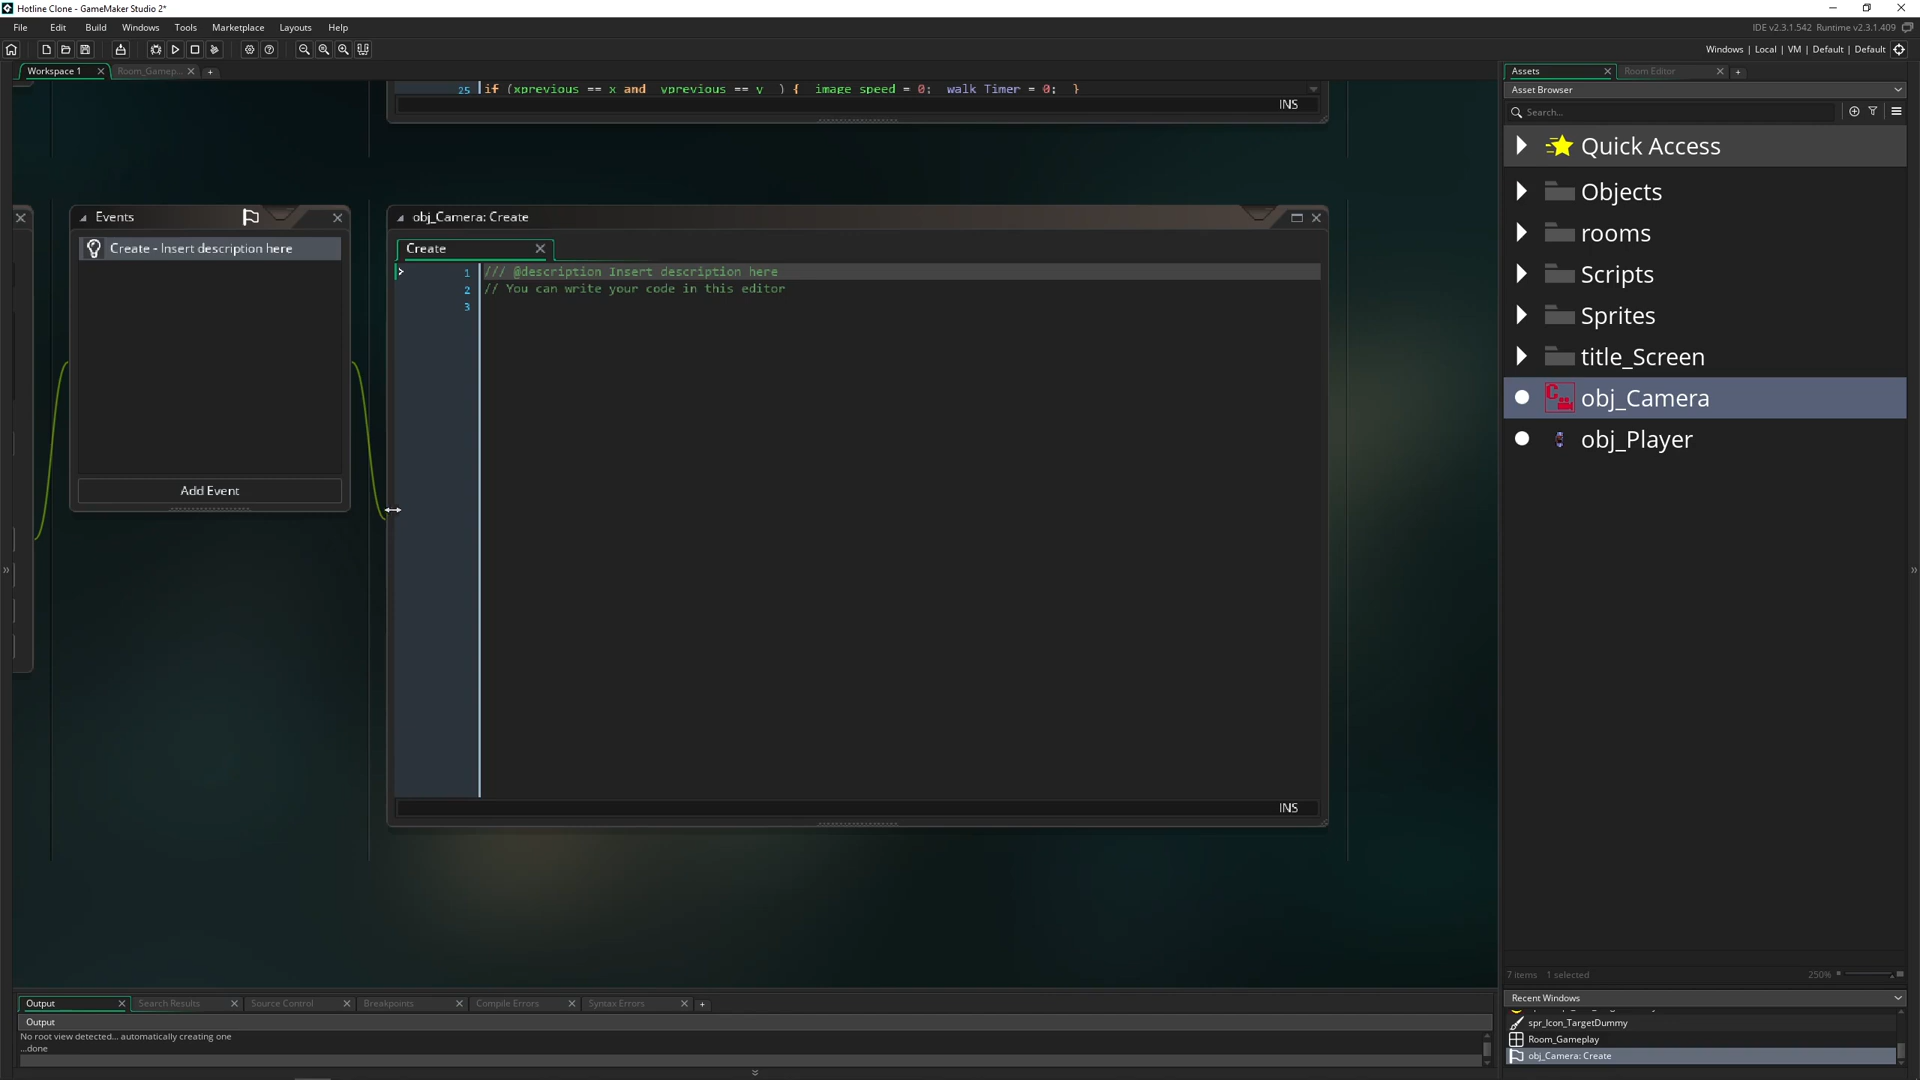 Hotline Clone - GameMaker Studio 2*
File Edit Build Windows Tools Marketplace Layouts Help
IDE v2.3.1.542 Runtime v2.3.1.409
Windows | Local | VM | Default | Default
Workspace 1
Room_Gamep...
25 if (xprevious == x and yprevious == y ) { image_speed = 0; walk_Timer = 0; }
INS
Events
Create - Insert description here
Add Event
obj_Camera: Create
Create
1 /// @description Insert description here
2 // You can write your code in this editor
3
INS
Assets
Room Editor
Asset Browser
Search...
Quick Access
Objects
rooms
Scripts
Sprites
title_Screen
obj_Camera
obj_Player
7 items 1 selected
250%
Recent Windows
spr_Icon_TargetDummy
Room_Gameplay
obj_Camera: Create
Output
Search Results
Source Control
Breakpoints
Compile Errors
Syntax Errors
Output
No root view detected... automatically creating one
...done